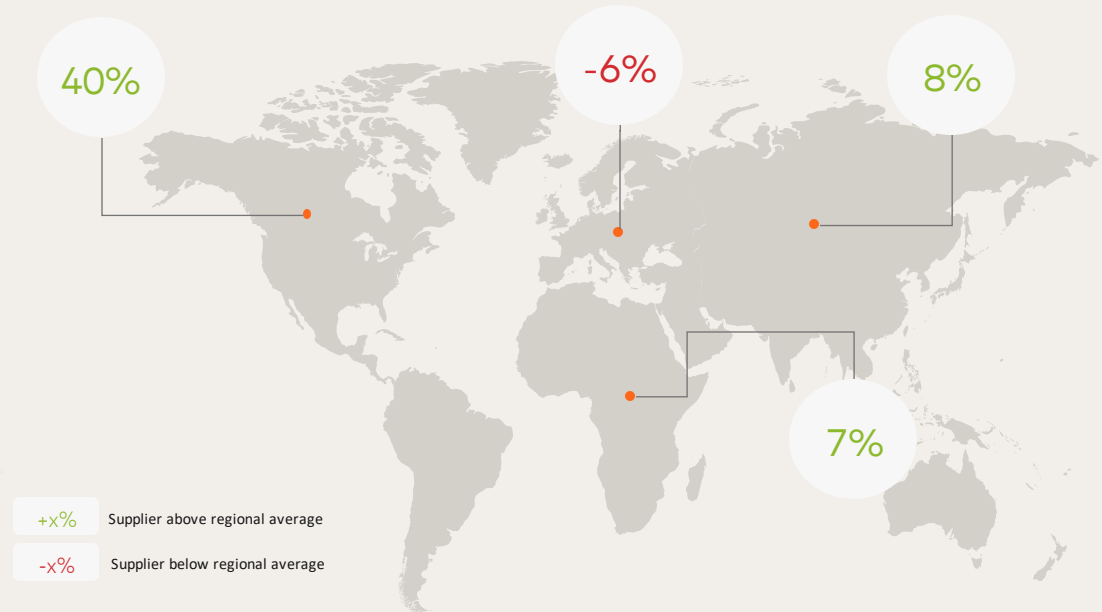 40%
-6%
8%
7%
+x% Supplier above regional average
-x% Supplier below regional average